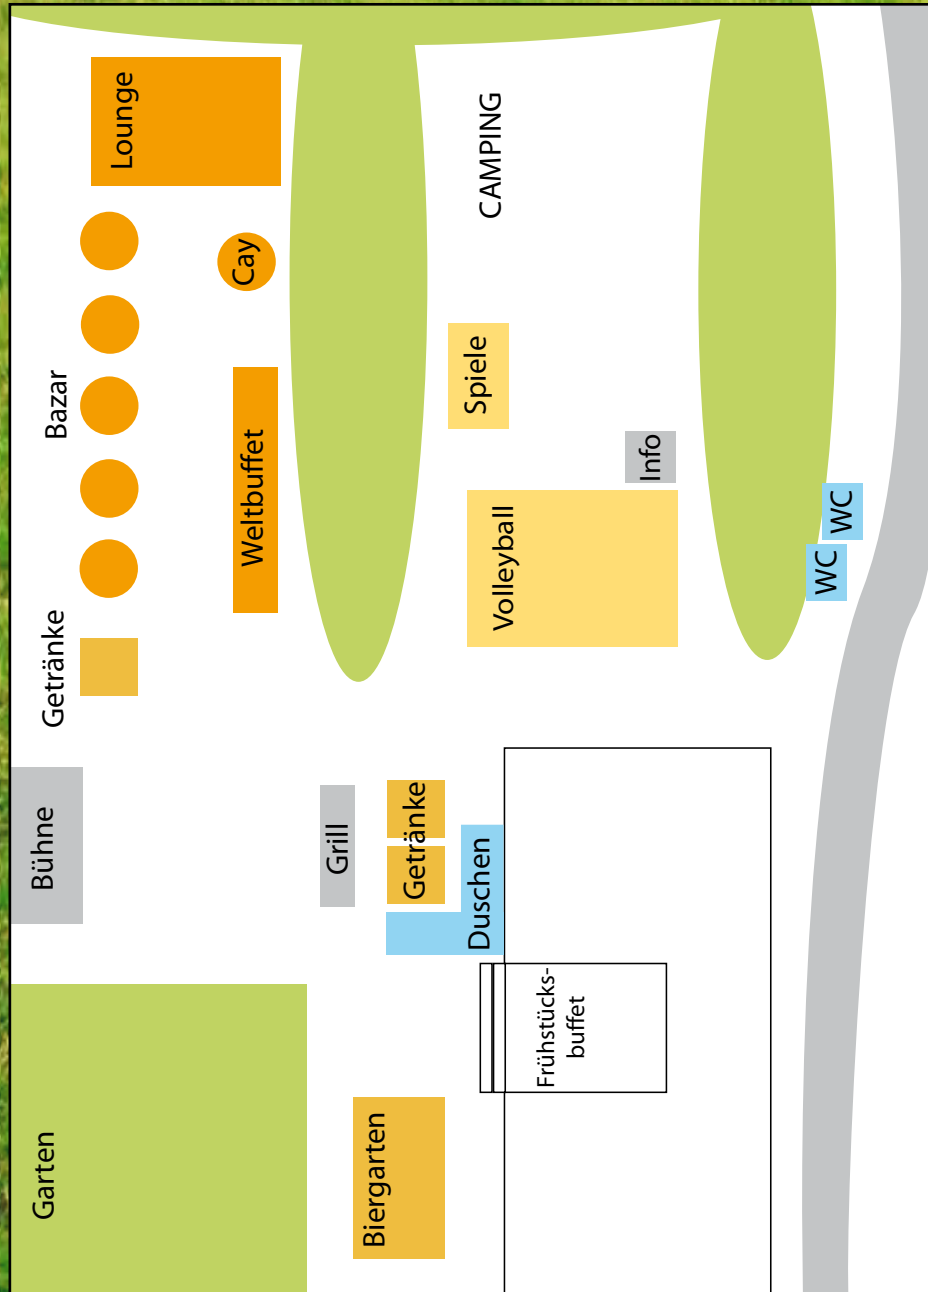 Garten
Bühne
Getränke
Bazar
Lounge
Weltbuffet
Cay
Grill
Biergarten
Getränke
Duschen
Frühstücks-
buffet
Volleyball
Spiele
CAMPING
Info
WC
WC